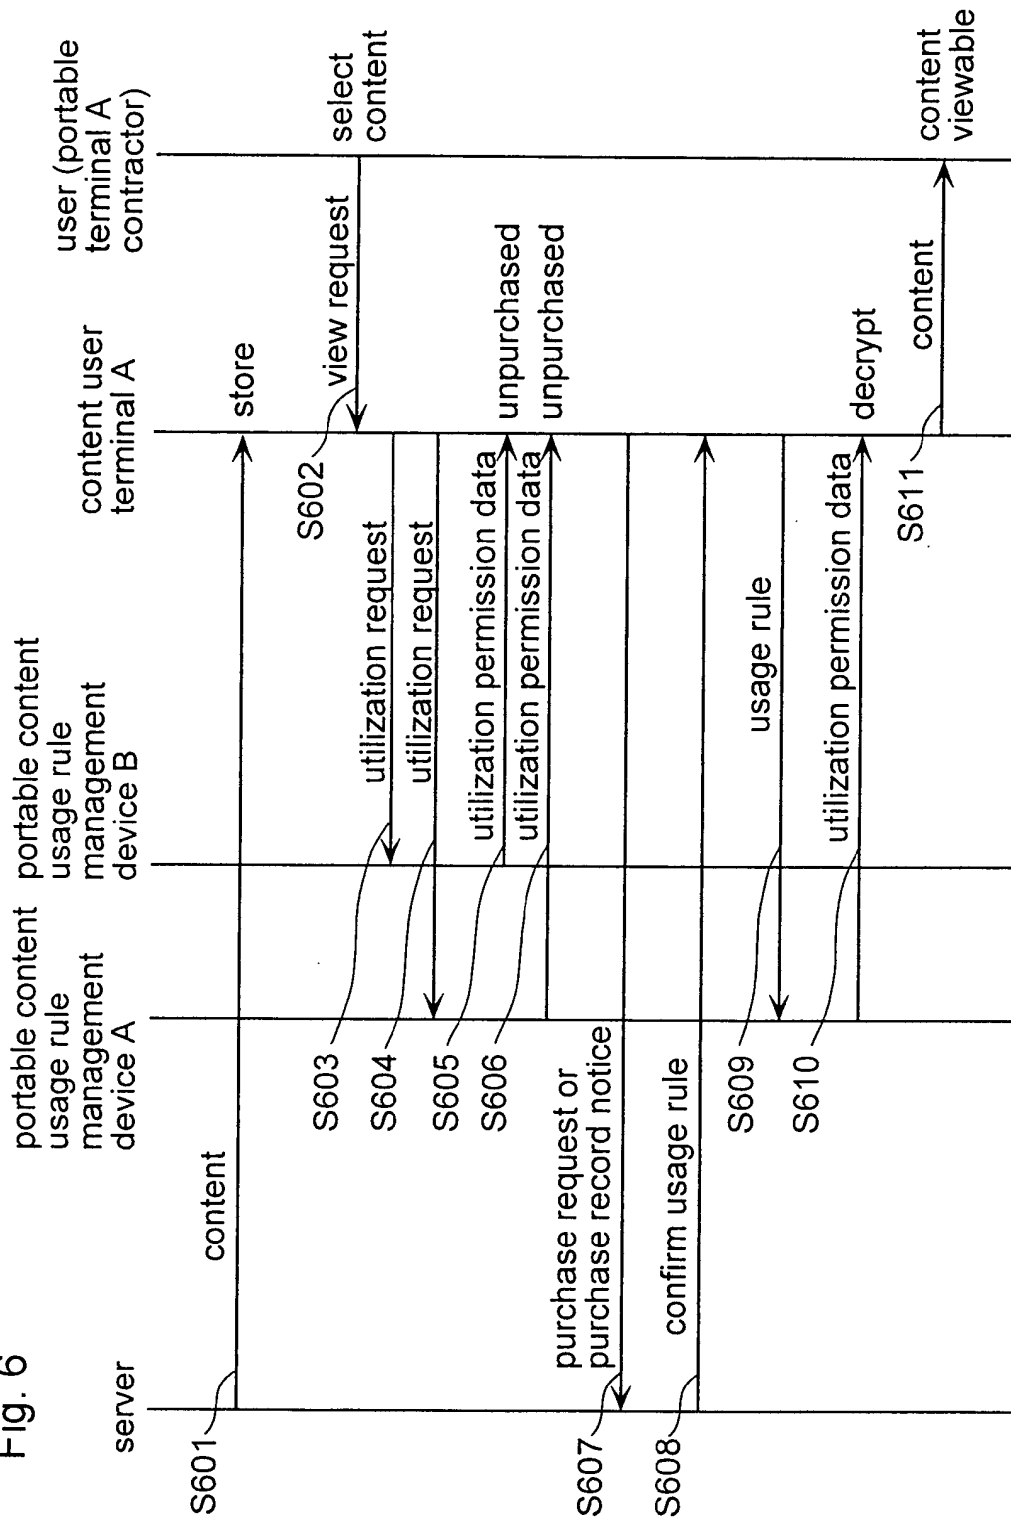 Fig. 6
server
portable content
usage rule
management
device A
portable content
usage rule
management
device B
content user
terminal A
user (portable
terminal A
contractor)
S601
content
store
S602
view request
select
content
S603
utilization request
S604
utilization request
S605
utilization permission data
unpurchased
S606
utilization permission data
unpurchased
S607
purchase request or
purchase record notice
S608
confirm usage rule
S609
usage rule
S610
utilization permission data
decrypt
S611
content
content
viewable